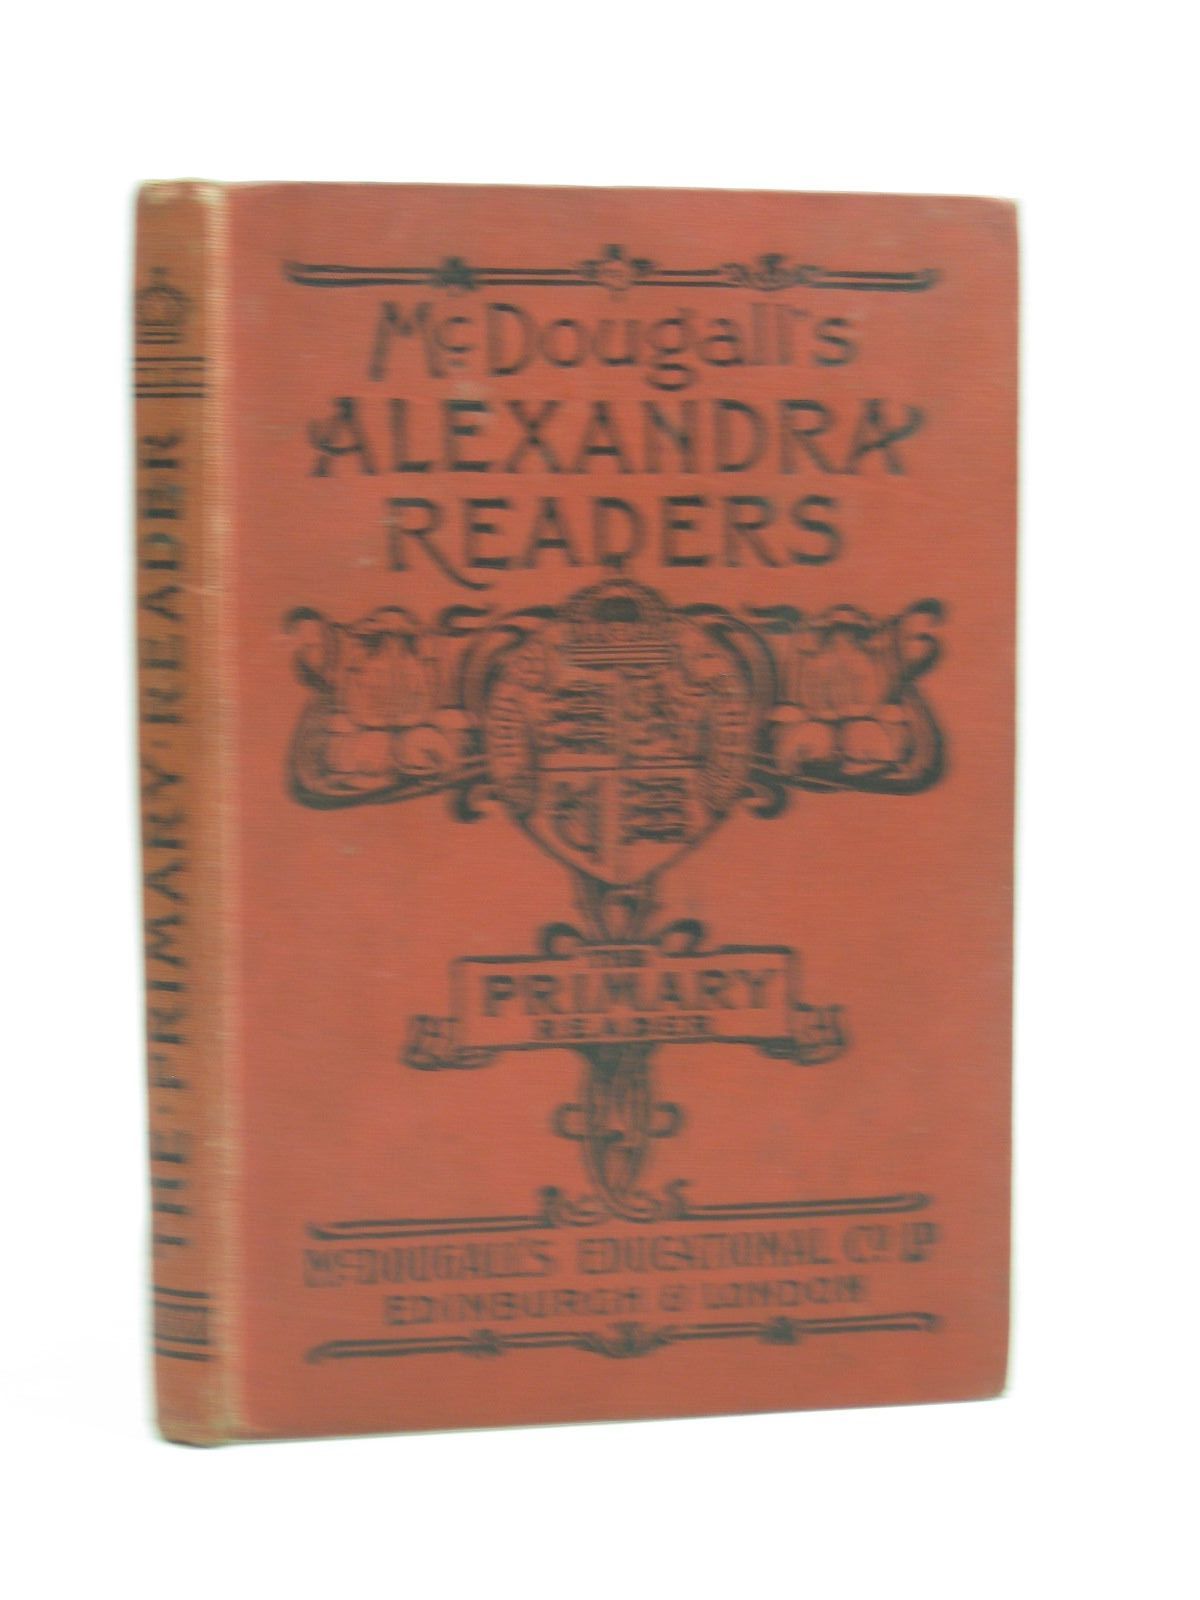 McDougall's
ALEXANDRA
READERS
THE
PRIMARY
READER
McDOUGALL'S EDUCATIONAL Co. LD.
EDINBURGH & LONDON
THE · PRIMARY · READER